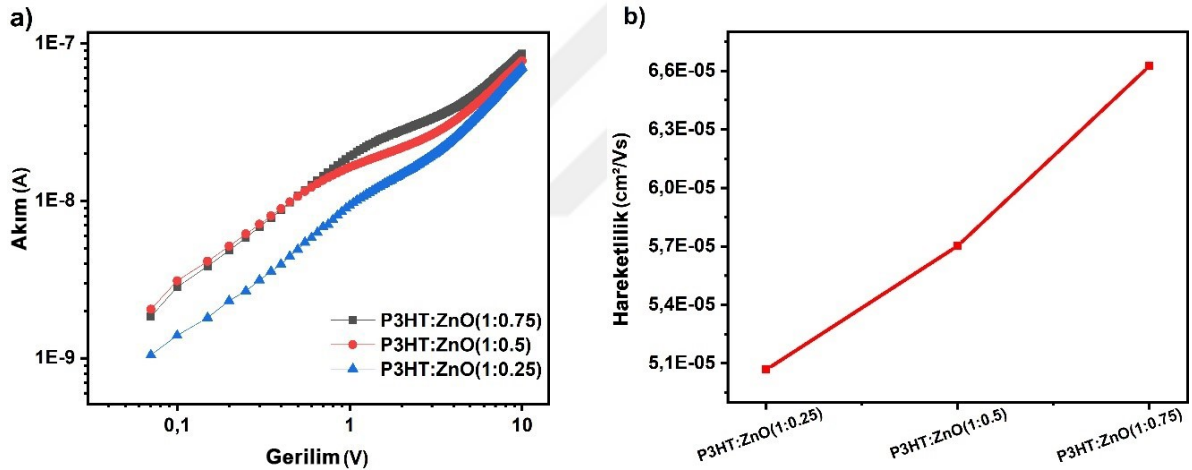 a)
Akım (A)
1E-7
1E-8
1E-9
P3HT:ZnO(1:0.75)
P3HT:ZnO(1:0.5)
P3HT:ZnO(1:0.25)
0,1
1
10
Gerilim (V)
b)
Hareketlilik (cm²/Vs)
6,6E-05
6,3E-05
6,0E-05
5,7E-05
5,4E-05
5,1E-05
P3HT:ZnO(1:0.25)
P3HT:ZnO(1:0.5)
P3HT:ZnO(1:0.75)